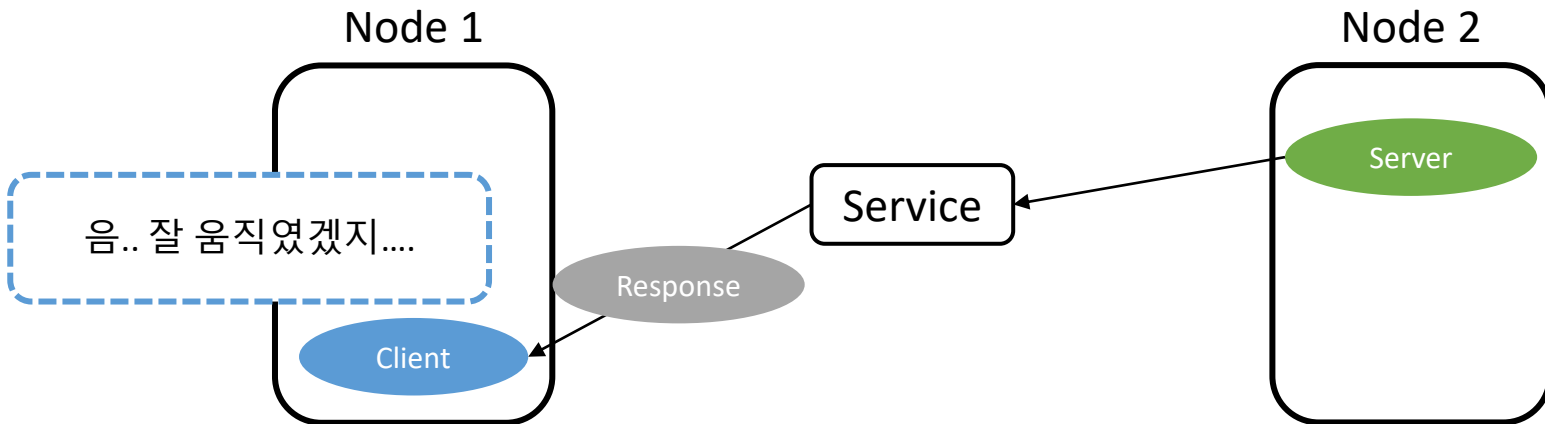 Node 1
Node 2
Server
Service
음.. 잘 움직였겠지....
Response
Client